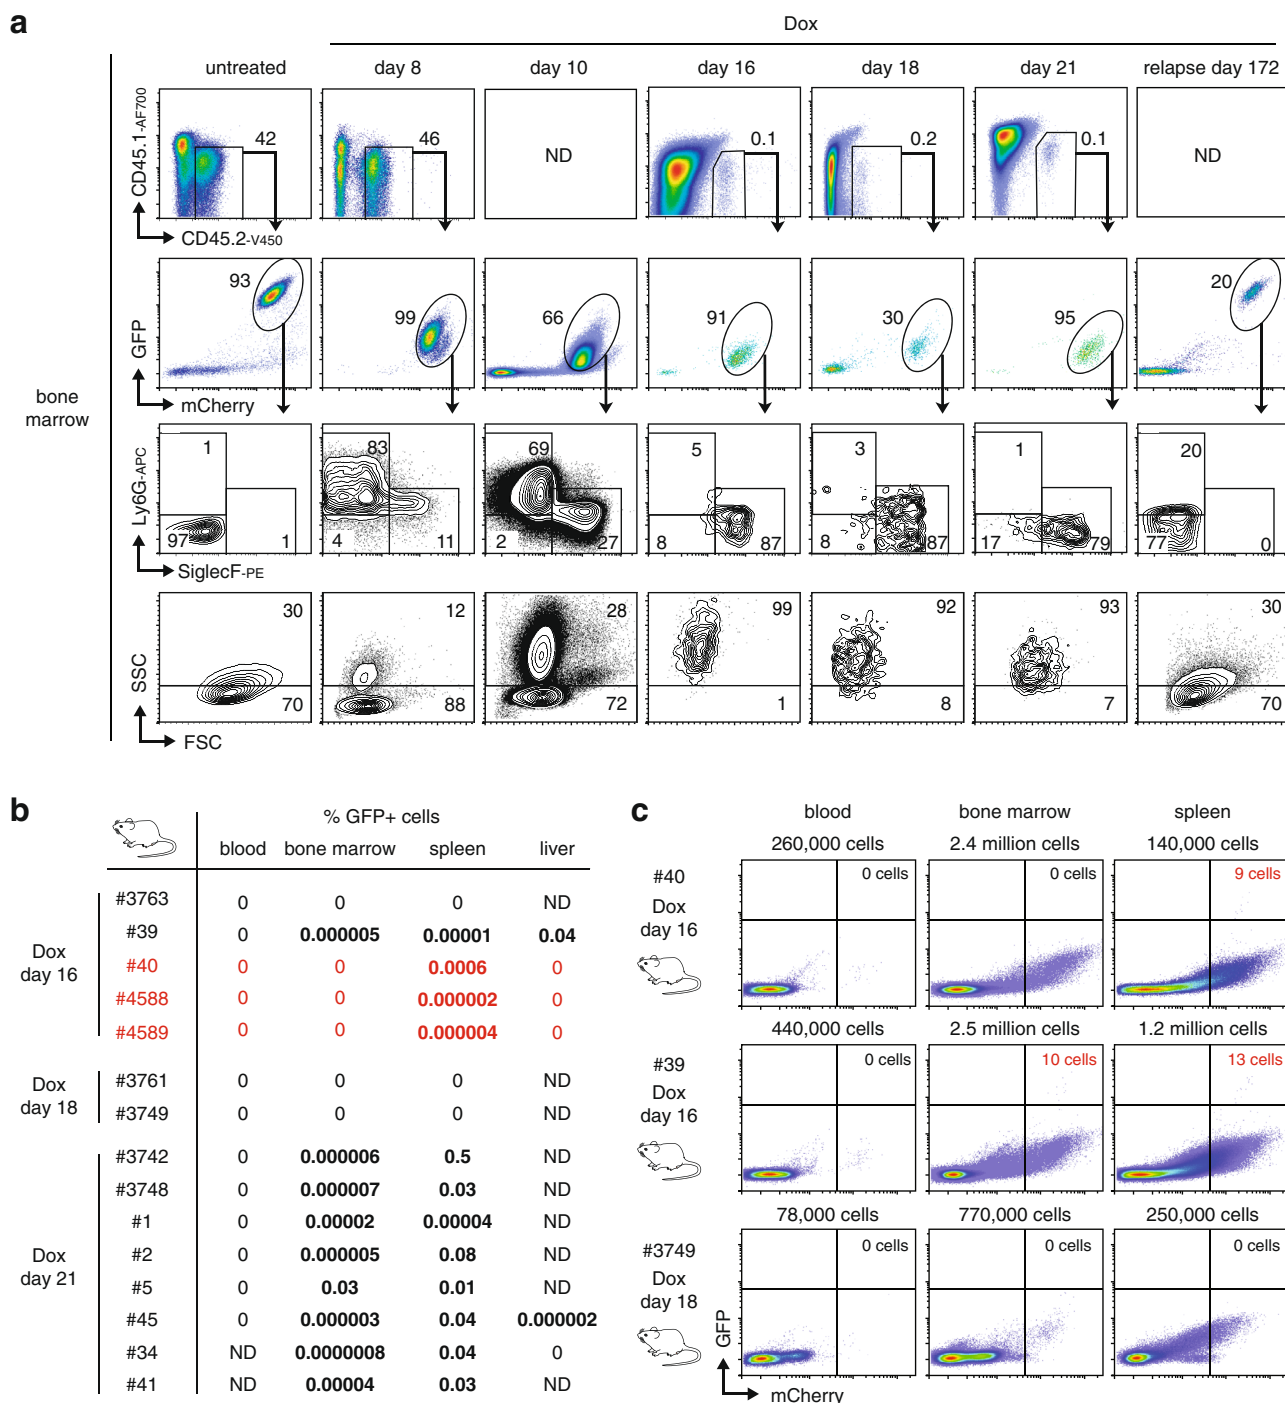 a
Dox
untreated day 8 day 10 day 16 day 18 day 21 relapse day 172
CD45.1-AF700
42 46 ND 0.1 0.2 0.1 ND
CD45.2-V450
bone marrow
GFP
93 99 66 91 30 95 20
mCherry
Ly6G-APC
1 83 69 5 3 1 20
97 1 4 11 2 27 8 87 8 87 17 79 77 0
SiglecF-PE
SSC
30 12 28 99 92 93 30
70 88 72 1 8 7 70
FSC
b
% GFP+ cells
blood bone marrow spleen liver
Dox day 16
#3763 0 0 0 ND
#39 0 0.000005 0.00001 0.04
#40 0 0 0.0006 0
#4588 0 0 0.000002 0
#4589 0 0 0.000004 0
Dox day 18
#3761 0 0 0 ND
#3749 0 0 0 ND
Dox day 21
#3742 0 0.000006 0.5 ND
#3748 0 0.000007 0.03 ND
#1 0 0.00002 0.00004 ND
#2 0 0.000005 0.08 ND
#5 0 0.03 0.01 ND
#45 0 0.000003 0.04 0.000002
#34 ND 0.0000008 0.04 0
#41 ND 0.00004 0.03 ND
c
blood bone marrow spleen
260,000 cells 2.4 million cells 140,000 cells
#40
Dox
day 16
0 cells 0 cells 9 cells
440,000 cells 2.5 million cells 1.2 million cells
#39
Dox
day 16
0 cells 10 cells 13 cells
78,000 cells 770,000 cells 250,000 cells
#3749
Dox
day 18
0 cells 0 cells 0 cells
GFP
mCherry